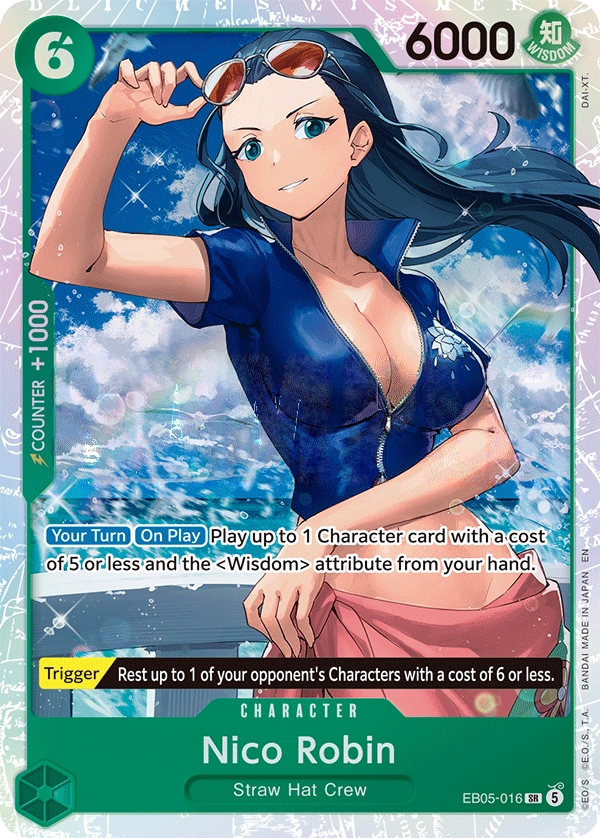 6
6000
知
WISDOM
DAI-XT.
COUNTER +1000
Your Turn On Play Play up to 1 Character card with a cost
of 5 or less and the <Wisdom> attribute from your hand.
Trigger Rest up to 1 of your opponent's Characters with a cost of 6 or less.
CHARACTER
Nico Robin
Straw Hat Crew
EB05-016 SR 5
©EO/S ©E.O./S., T.A. BANDAI MADE IN JAPAN EN